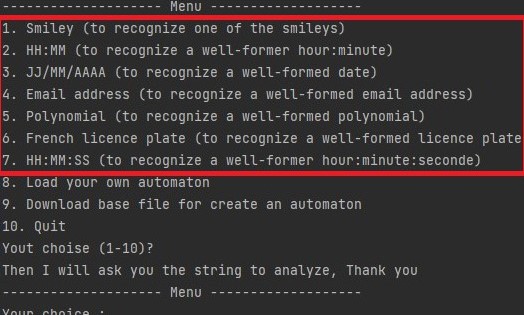 ------------------- Menu ------------------
1. Smiley (to recognize one of the smileys)
2. HH:MM (to recognize a well-former hour:minute)
3. JJ/MM/AAAA (to recognize a well-formed date)
4. Email address (to recognize a well-formed email address)
5. Polynomial (to recognize a well-formed polynomial)
6. French licence plate (to recognize a well-formed licence plate
7. HH:MM:SS (to recognize a well-former hour:minute:seconde)
8. Load your own automaton
9. Download base file for create an automaton
10. Quit
Yout choise (1-10)?
Then I will ask you the string to analyze, Thank you
------------------- Menu ------------------
Your choice :